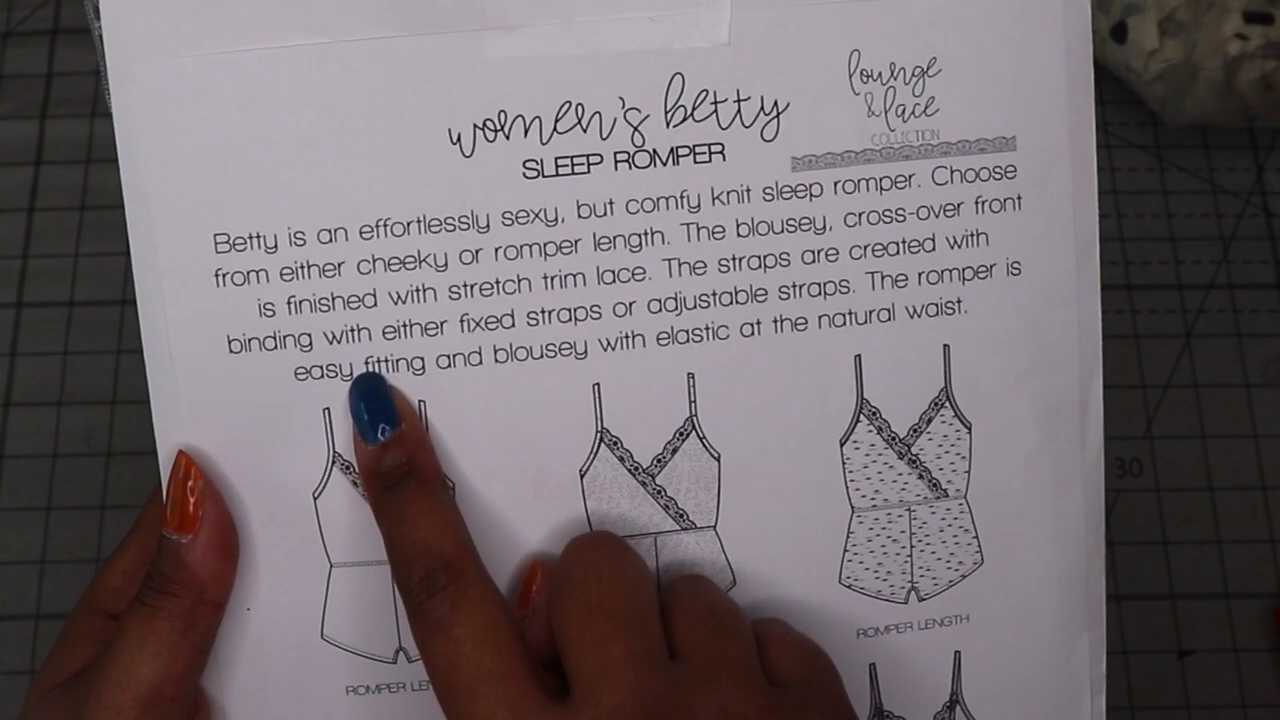 women's betty
SLEEP ROMPER
lounge
& lace
COLLECTION
Betty is an effortlessly sexy, but comfy knit sleep romper. Choose
from either cheeky or romper length. The blousey, cross-over front
is finished with stretch trim lace. The straps are created with
binding with either fixed straps or adjustable straps. The romper is
easy fitting and blousey with elastic at the natural waist.
ROMPER LENGTH
ROMPER
30